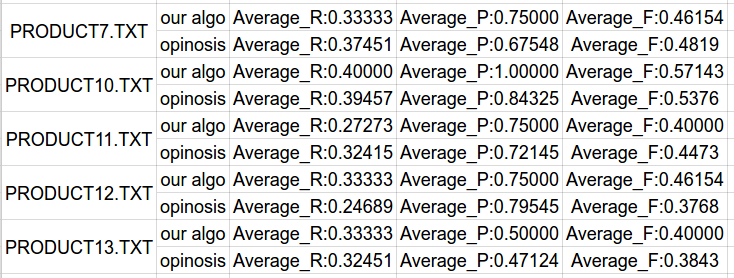 PRODUCT7.TXT our algo Average_R:0.33333 Average_P:0.75000 Average_F:0.46154
opinosis Average_R:0.37451 Average_P:0.67548 Average_F:0.4819
PRODUCT10.TXT our algo Average_R:0.40000 Average_P:1.00000 Average_F:0.57143
opinosis Average_R:0.39457 Average_P:0.84325 Average_F:0.5376
PRODUCT11.TXT our algo Average_R:0.27273 Average_P:0.75000 Average_F:0.40000
opinosis Average_R:0.32415 Average_P:0.72145 Average_F:0.4473
PRODUCT12.TXT our algo Average_R:0.33333 Average_P:0.75000 Average_F:0.46154
opinosis Average_R:0.24689 Average_P:0.79545 Average_F:0.3768
PRODUCT13.TXT our algo Average_R:0.33333 Average_P:0.50000 Average_F:0.40000
opinosis Average_R:0.32451 Average_P:0.47124 Average_F:0.3843